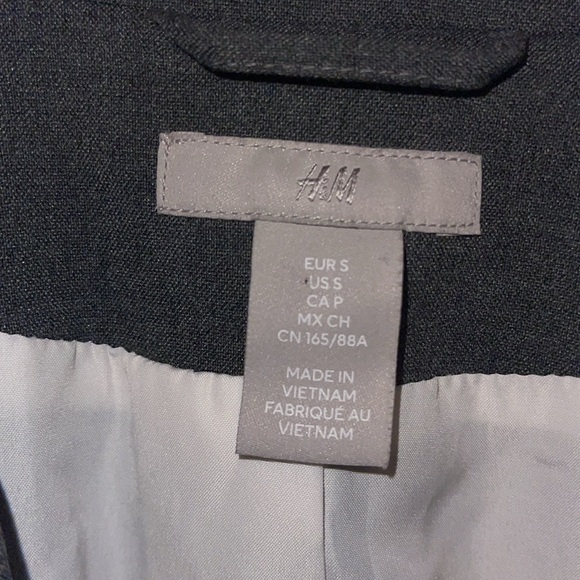 H&M
EUR S
US S
CA P
MX CH
CN 165/88A
MADE IN
VIETNAM
FABRIQUÉ AU
VIETNAM